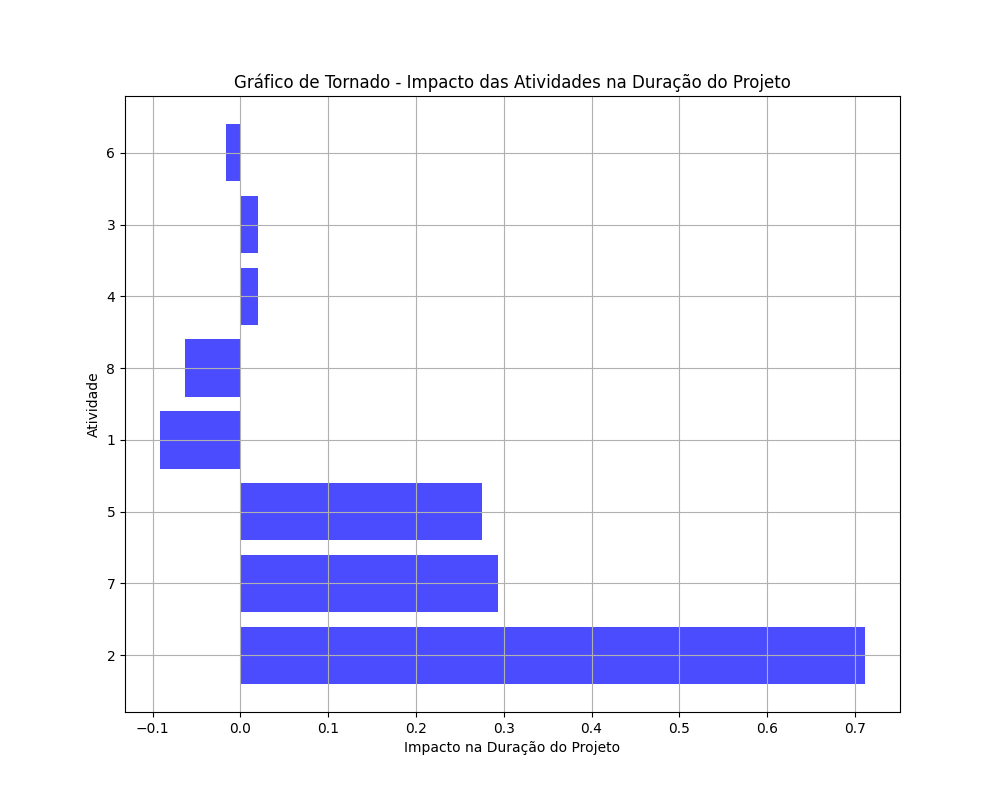 Gráfico de Tornado - Impacto das Atividades na Duração do Projeto
6
3
4
8
1
5
7
2
Atividade
−0.1 0.0 0.1 0.2 0.3 0.4 0.5 0.6 0.7
Impacto na Duração do Projeto